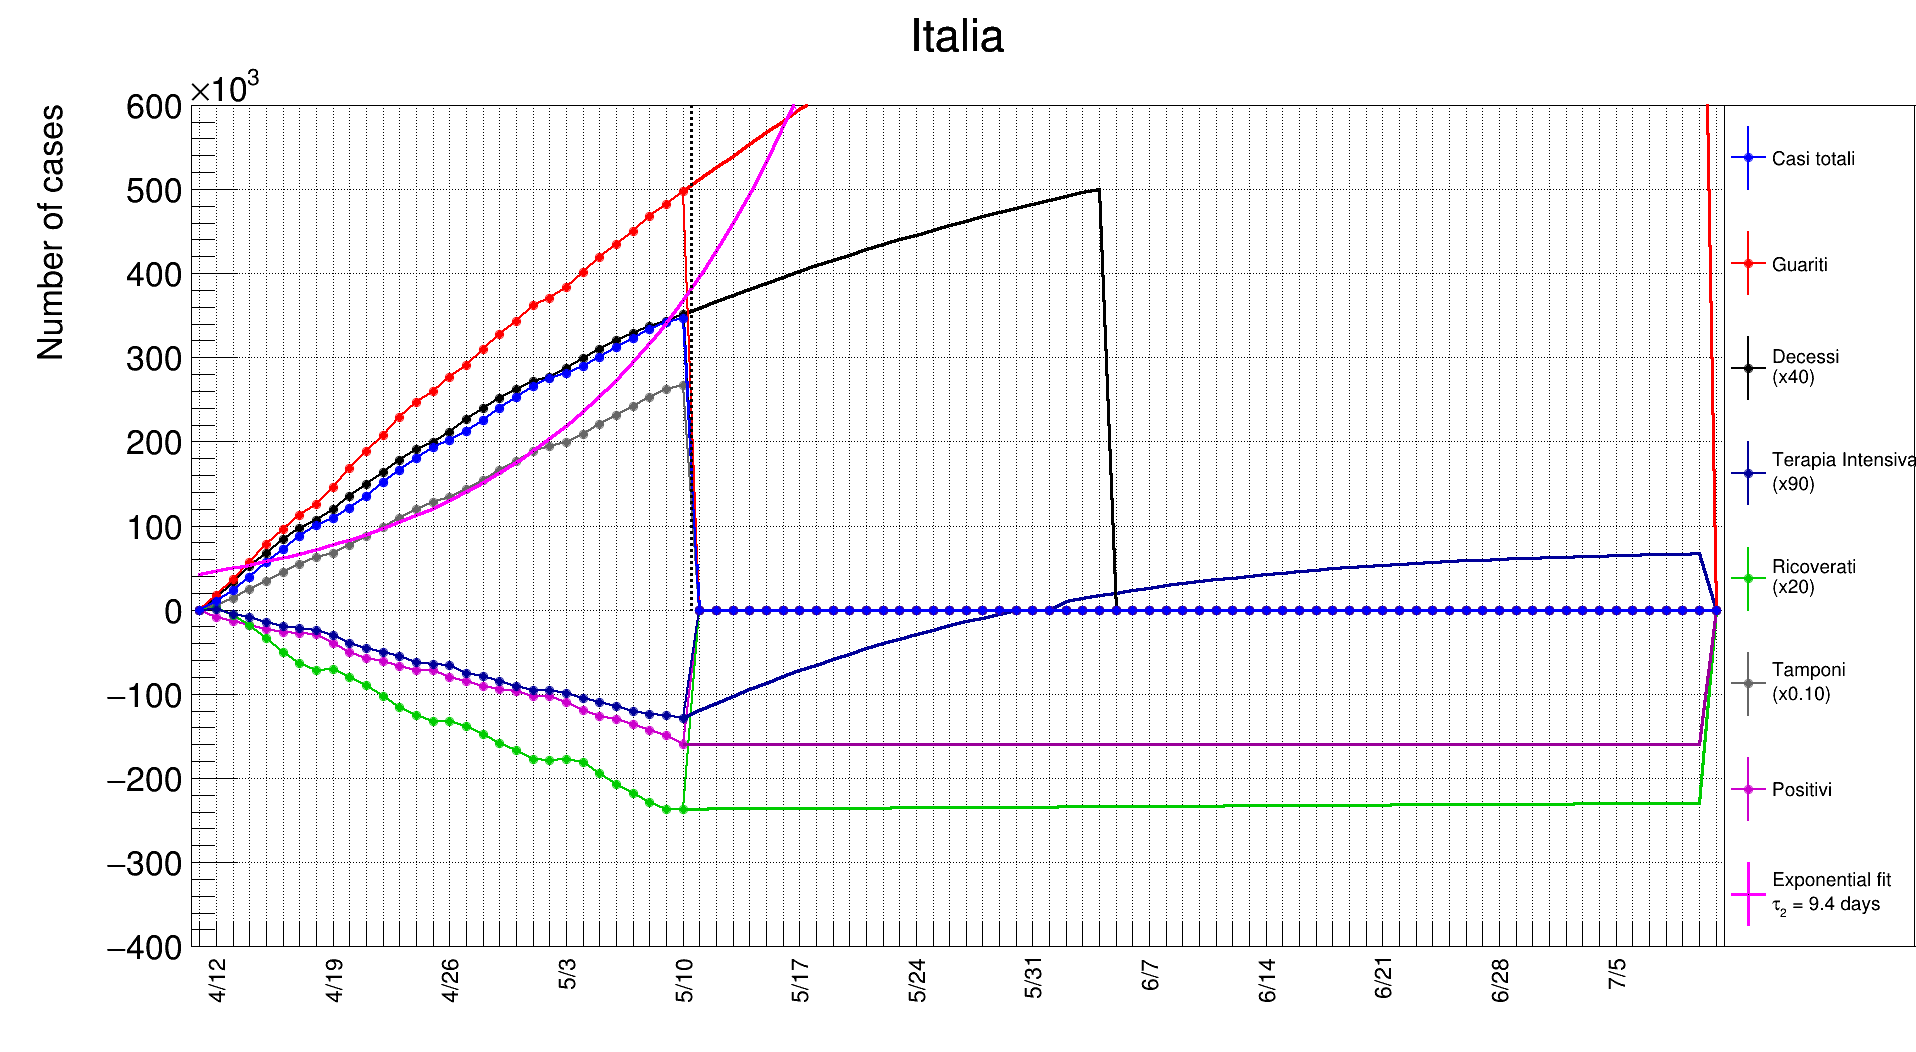 Italia
×10³
Number of cases
600
500
400
300
200
100
0
−100
−200
−300
−400
4/12
4/19
4/26
5/3
5/10
5/17
5/24
5/31
6/7
6/14
6/21
6/28
7/5
Casi totali
Guariti
Decessi
(x40)
Terapia Intensiva
(x90)
Ricoverati
(x20)
Tamponi
(x0.10)
Positivi
Exponential fit
τ₂ = 9.4 days